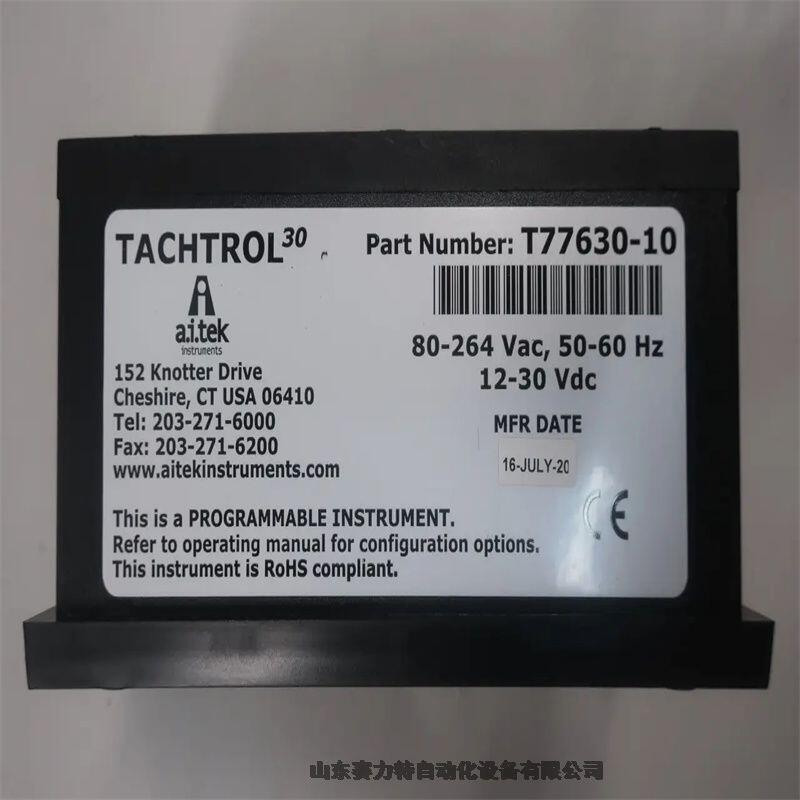 TACHTROL30
Part Number: T77630-10
a.i.tek
instruments
80-264 Vac, 50-60 Hz
12-30 Vdc
152 Knotter Drive
Cheshire, CT USA 06410
Tel: 203-271-6000
Fax: 203-271-6200
www.aitekinstruments.com
MFR DATE
16-JULY-20
CE
This is a PROGRAMMABLE INSTRUMENT.
Refer to operating manual for configuration options.
This instrument is RoHS compliant.
山东赛力特自动化设备有限公司